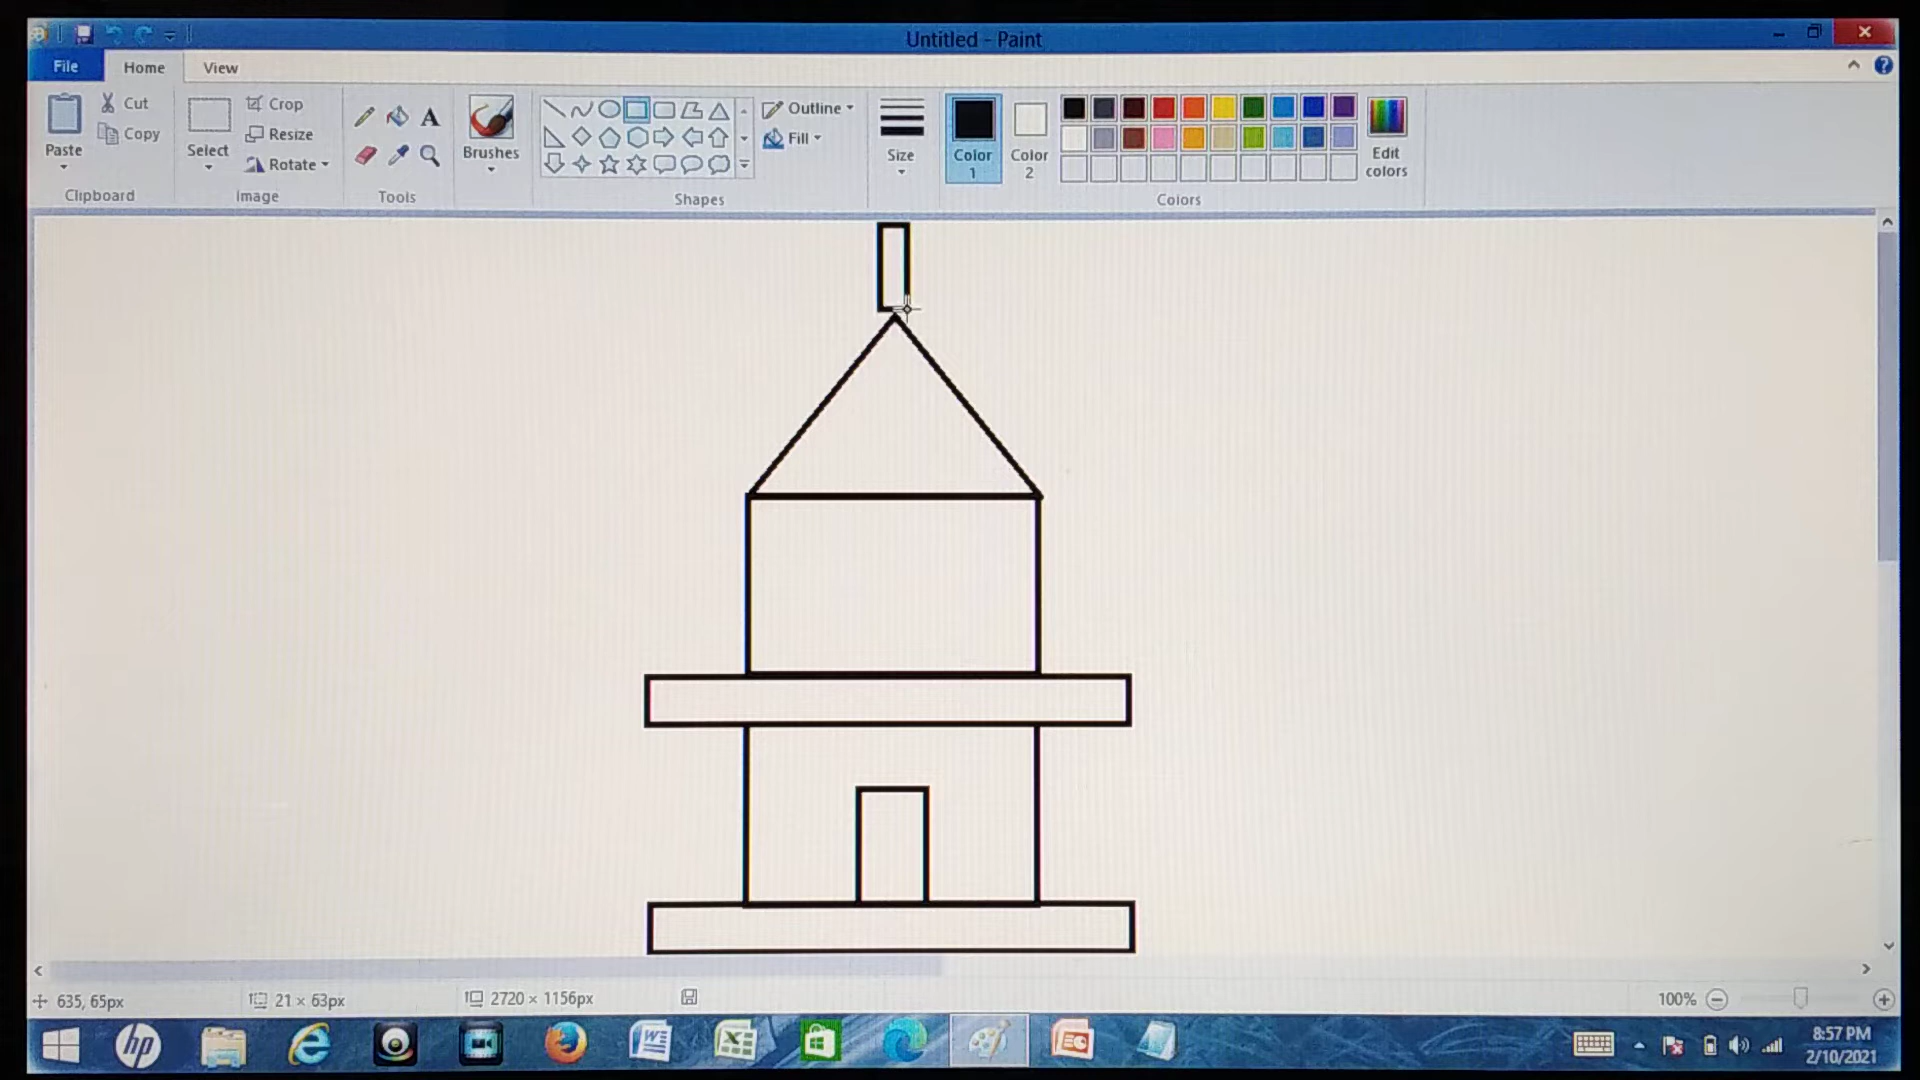 Untitled - Paint
File Home View
Cut Crop Outline
Copy Resize Fill
Paste Select Rotate Brushes Size Color 1 Color 2 Edit colors
Clipboard Image Tools Shapes Colors
635, 65px 21 × 63px 2720 × 1156px 100%
hp
8:57 PM
2/10/2021